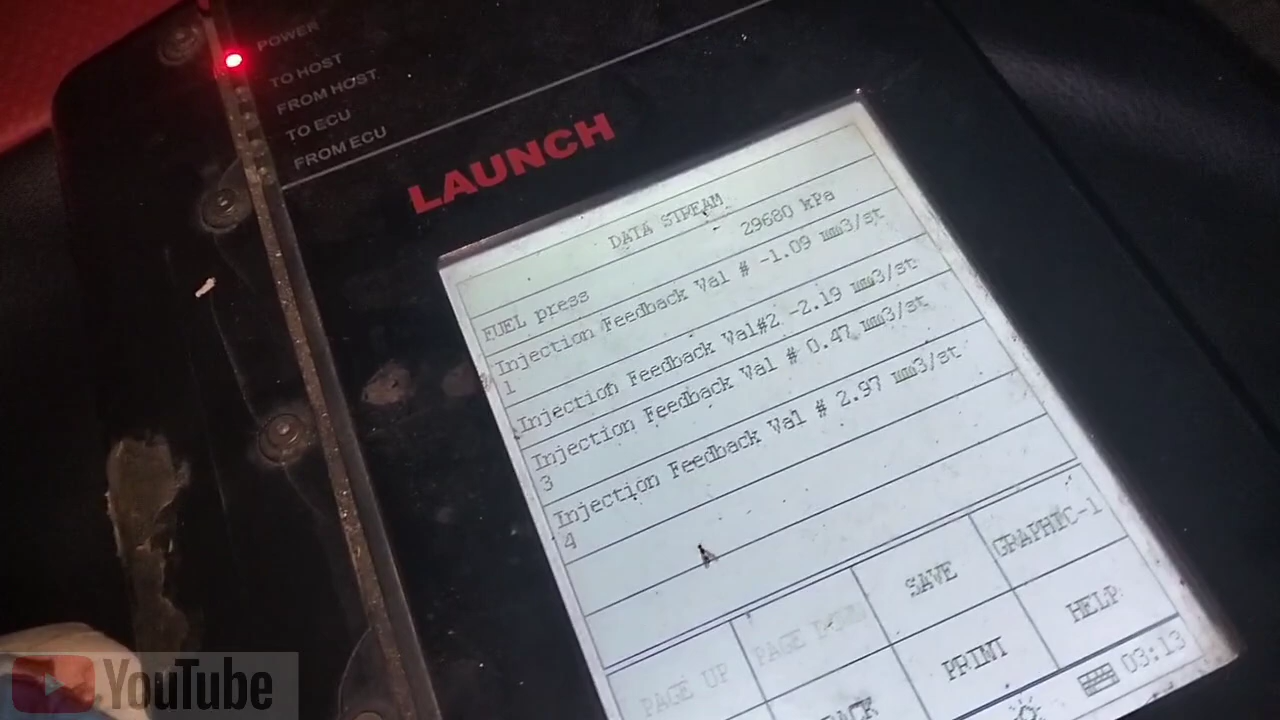 POWER
TO HOST
FROM HOST
TO ECU
FROM ECU
LAUNCH
DATA STREAM
FUEL press 29680 kPa
Injection Feedback Val # -1.09 mm3/st
1
Injection Feedback Val#2 -2.19 mm3/st
Injection Feedback Val # 0.47 mm3/st
3
Injection Feedback Val # 2.97 mm3/st
4
PAGE UP PAGE DOWN SAVE GRAPHIC-1
PRINT HELP
03:13
YouTube